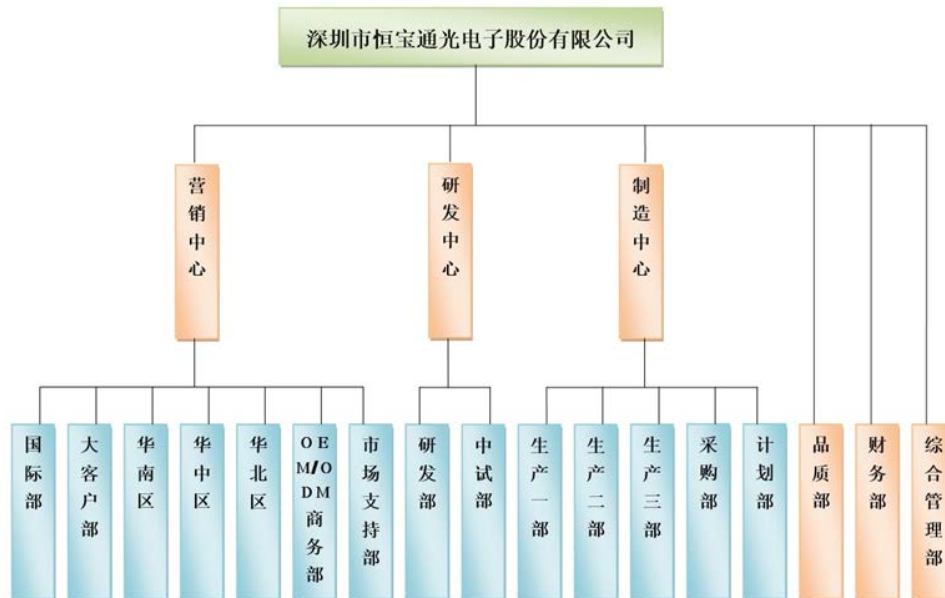 深圳市恒宝通光电子股份有限公司
营销中心
研发中心
制造中心
国际部
大客户部
华南区
华中区
华北区
OEM/ODM商务部
市场支持部
研发部
中试部
生产一部
生产二部
生产三部
采购部
计划部
品质部
财务部
综合管理部